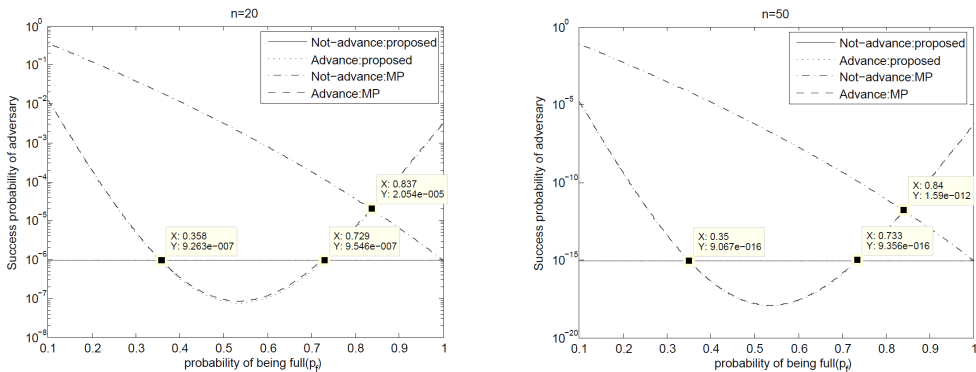 n=20
10^0
10^-1
10^-2
10^-3
10^-4
10^-5
10^-6
10^-7
10^-8
Success probability of adversary
Not-advance:proposed
Advance:proposed
Not-advance:MP
Advance:MP
X: 0.837
Y: 2.054e-005
X: 0.358
Y: 9.263e-007
X: 0.729
Y: 9.546e-007
0.1 0.2 0.3 0.4 0.5 0.6 0.7 0.8 0.9 1
probability of being full(p_f)
n=50
10^0
10^-5
10^-10
10^-15
10^-20
Success probability of adversary
Not-advance:proposed
Advance:proposed
Not-advance:MP
Advance:MP
X: 0.84
Y: 1.59e-012
X: 0.35
Y: 9.067e-016
X: 0.733
Y: 9.356e-016
0.1 0.2 0.3 0.4 0.5 0.6 0.7 0.8 0.9 1
probability of being full(p_f)